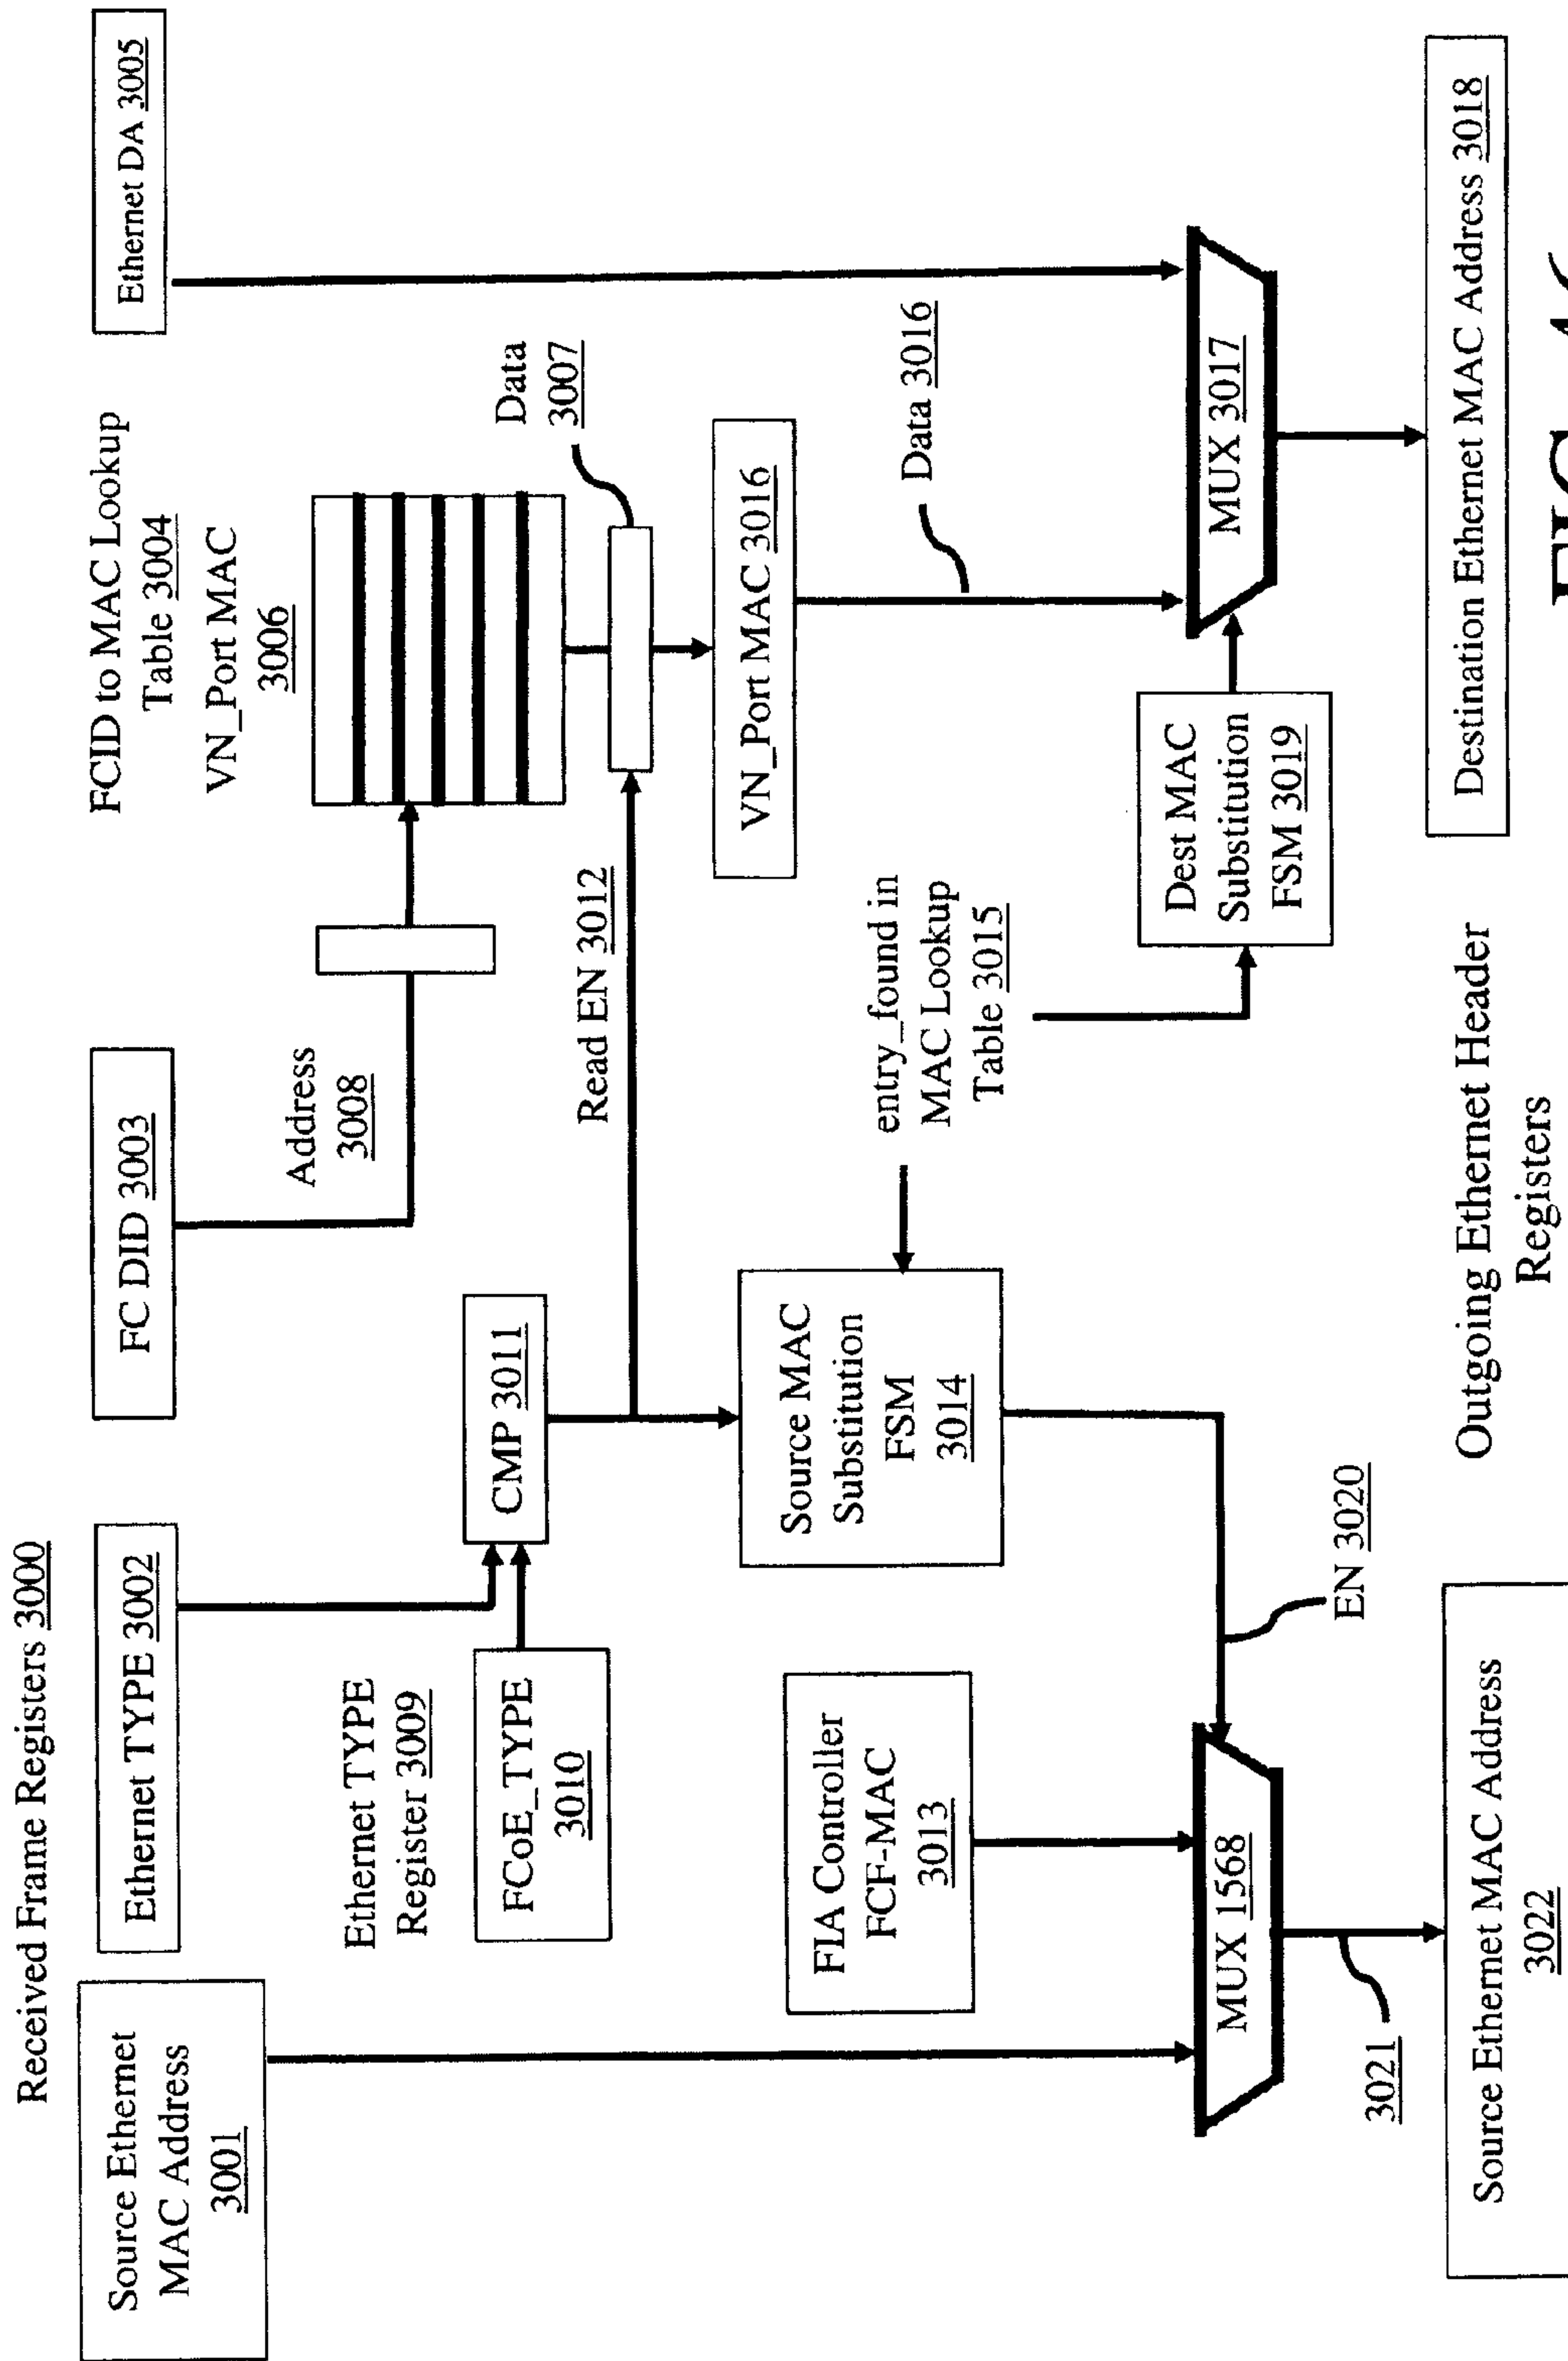 Received Frame Registers 3000
Source Ethernet
MAC Address
3001
Ethernet TYPE 3002
FC DID 3003
FCID to MAC Lookup
Table 3004
VN_Port MAC
3006
Ethernet DA 3005
Address
3008
Data
3007
Ethernet TYPE
Register 3009
FCoE_TYPE
3010
CMP 3011
Read EN 3012
VN_Port MAC 3016
FIA Controller
FCF-MAC
3013
Source MAC
Substitution
FSM
3014
entry_found in
MAC Lookup
Table 3015
Data 3016
Dest MAC
Substitution
FSM 3019
MUX 1568
MUX 3017
EN 3020
3021
Source Ethernet MAC Address
3022
Outgoing Ethernet Header
Registers
Destination Ethernet MAC Address 3018